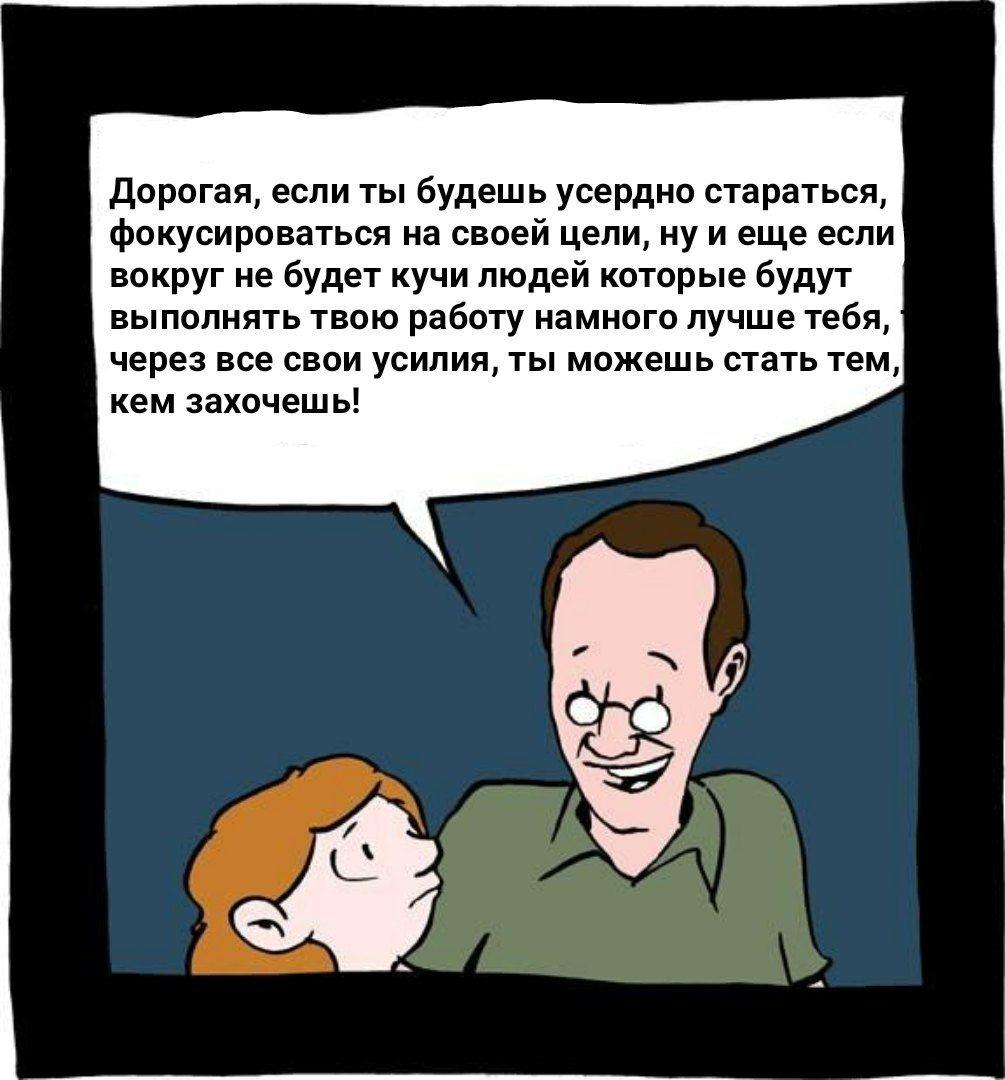 Дорогая, если ты будешь усердно стараться,
фокусироваться на своей цели, ну и еще если
вокруг не будет кучи людей которые будут
выполнять твою работу намного лучше тебя,
через все свои усилия, ты можешь стать тем,
кем захочешь!